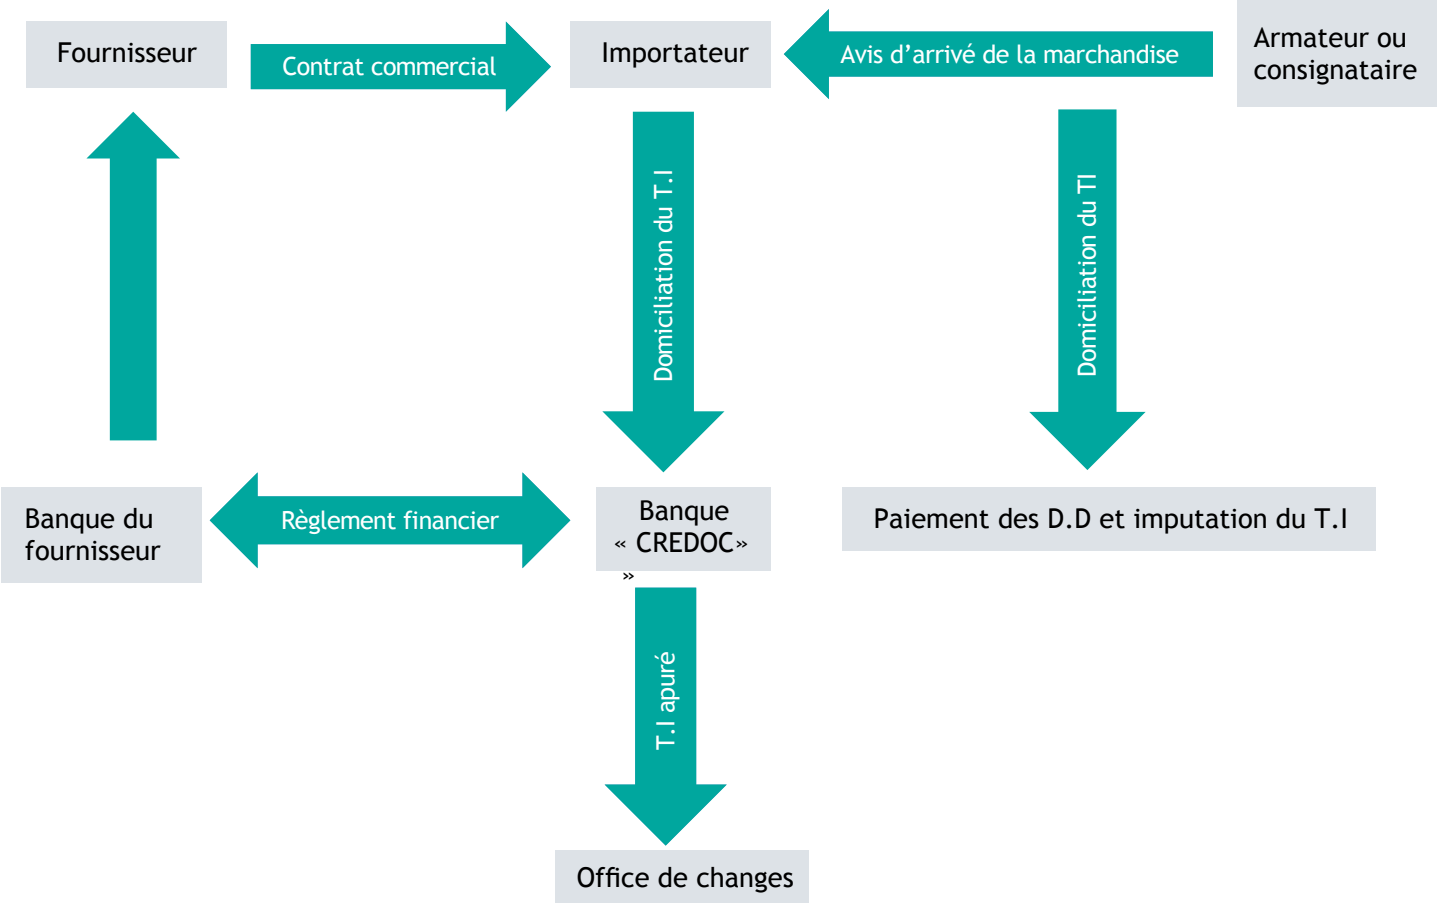 Fournisseur
Contrat commercial
Importateur
Avis d’arrivé de la marchandise
Armateur ou
consignataire
Domiciliation du T.I
Domiciliation du TI
Banque du
fournisseur
Règlement financier
Banque
« CREDOC»
»
Paiement des D.D et imputation du T.I
T.I apuré
Office de changes